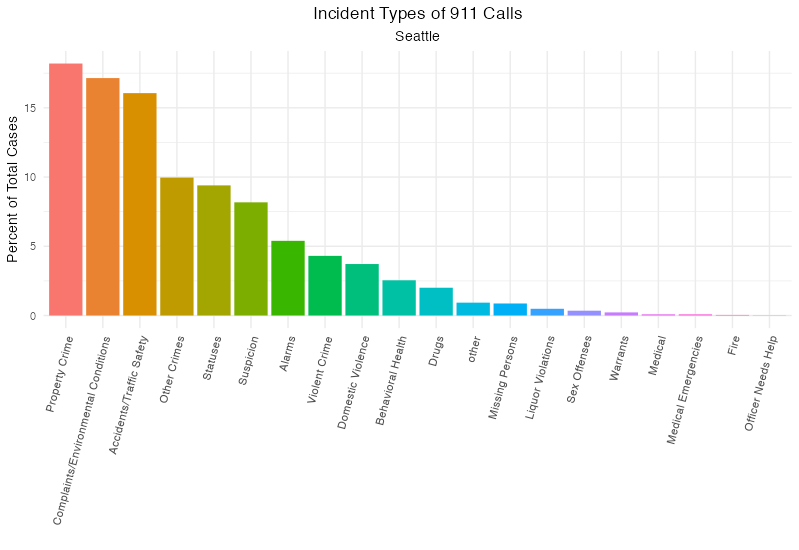 Incident Types of 911 Calls
Seattle
Percent of Total Cases
15
10
5
0
Property Crime
Complaints/Environmental Conditions
Accidents/Traffic Safety
Other Crimes
Statuses
Suspicion
Alarms
Violent Crime
Domestic Violence
Behavioral Health
Drugs
other
Missing Persons
Liquor Violations
Sex Offenses
Warrants
Medical
Medical Emergencies
Fire
Officer Needs Help